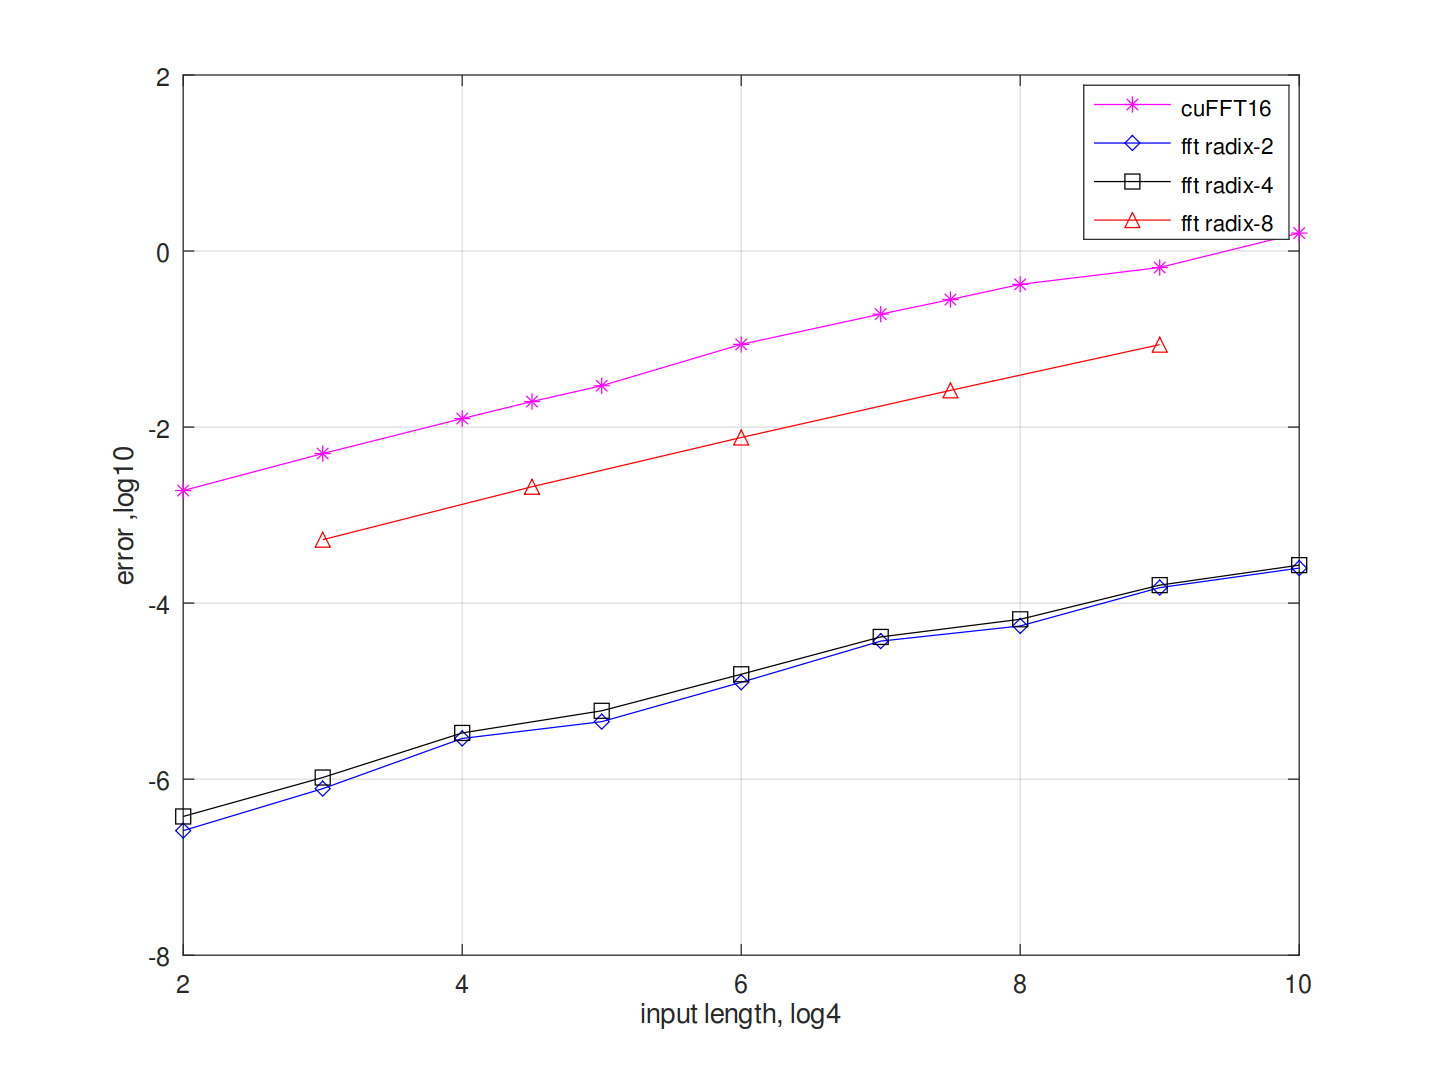 2
0
-2
-4
-6
-8
error ,log10
2
4
6
8
10
input length, log4
cuFFT16
fft radix-2
fft radix-4
fft radix-8